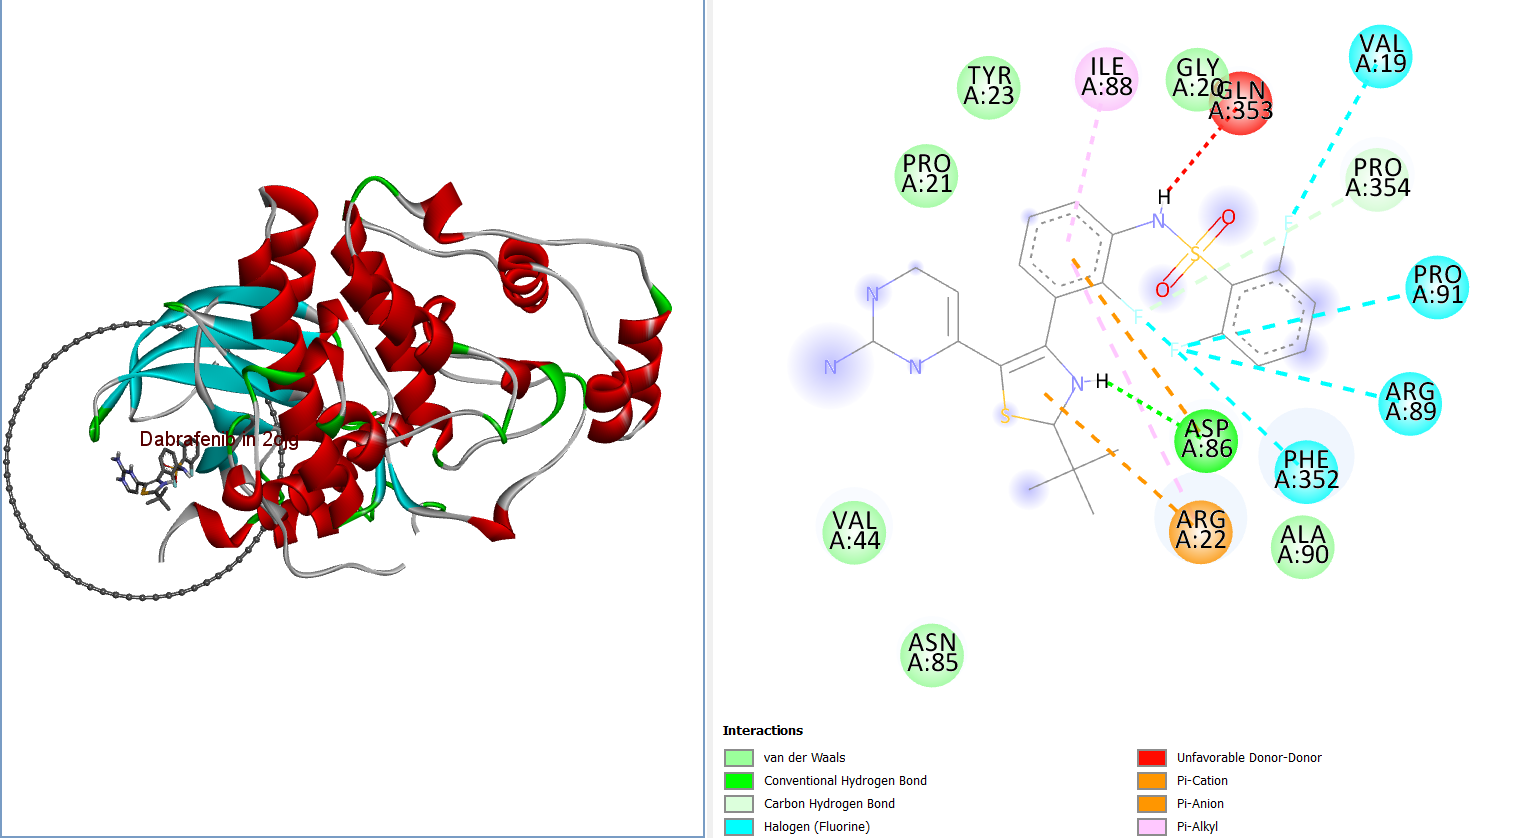 Dabrafenib in 2qlg
VAL
A:19
ILE
A:88
GLY
A:20
GLN
A:353
TYR
A:23
PRO
A:21
PRO
A:354
H
N
O
F
S
O
PRO
A:91
N
F
F
N
N
N
H
S
ARG
A:89
ASP
A:86
PHE
A:352
VAL
A:44
ARG
A:22
ALA
A:90
ASN
A:85
Interactions
van der Waals
Conventional Hydrogen Bond
Carbon Hydrogen Bond
Halogen (Fluorine)
Unfavorable Donor-Donor
Pi-Cation
Pi-Anion
Pi-Alkyl